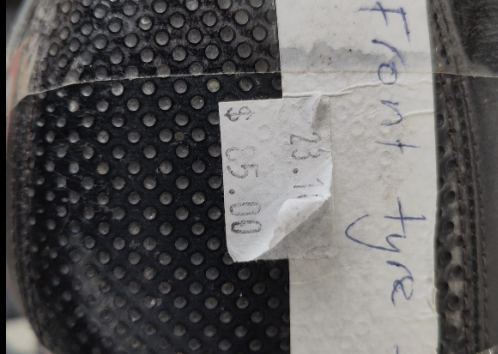 Front tyre -
23.1
$ 85.00